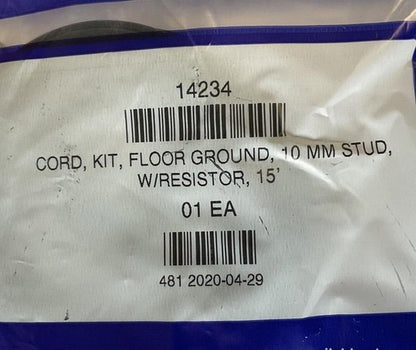 14234
CORD, KIT, FLOOR GROUND, 10 MM STUD,
W/RESISTOR, 15'
01 EA
481 2020-04-29